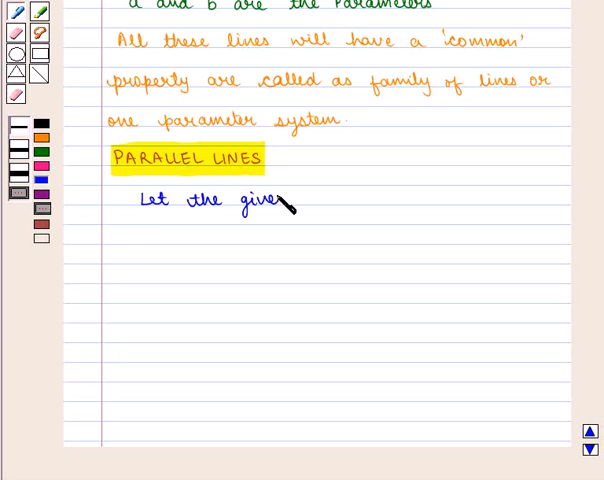 a and b are the Parameters
All these lines will have a 'common'
property are called as family of lines or
one parameter system.
PARALLEL LINES
Let the give